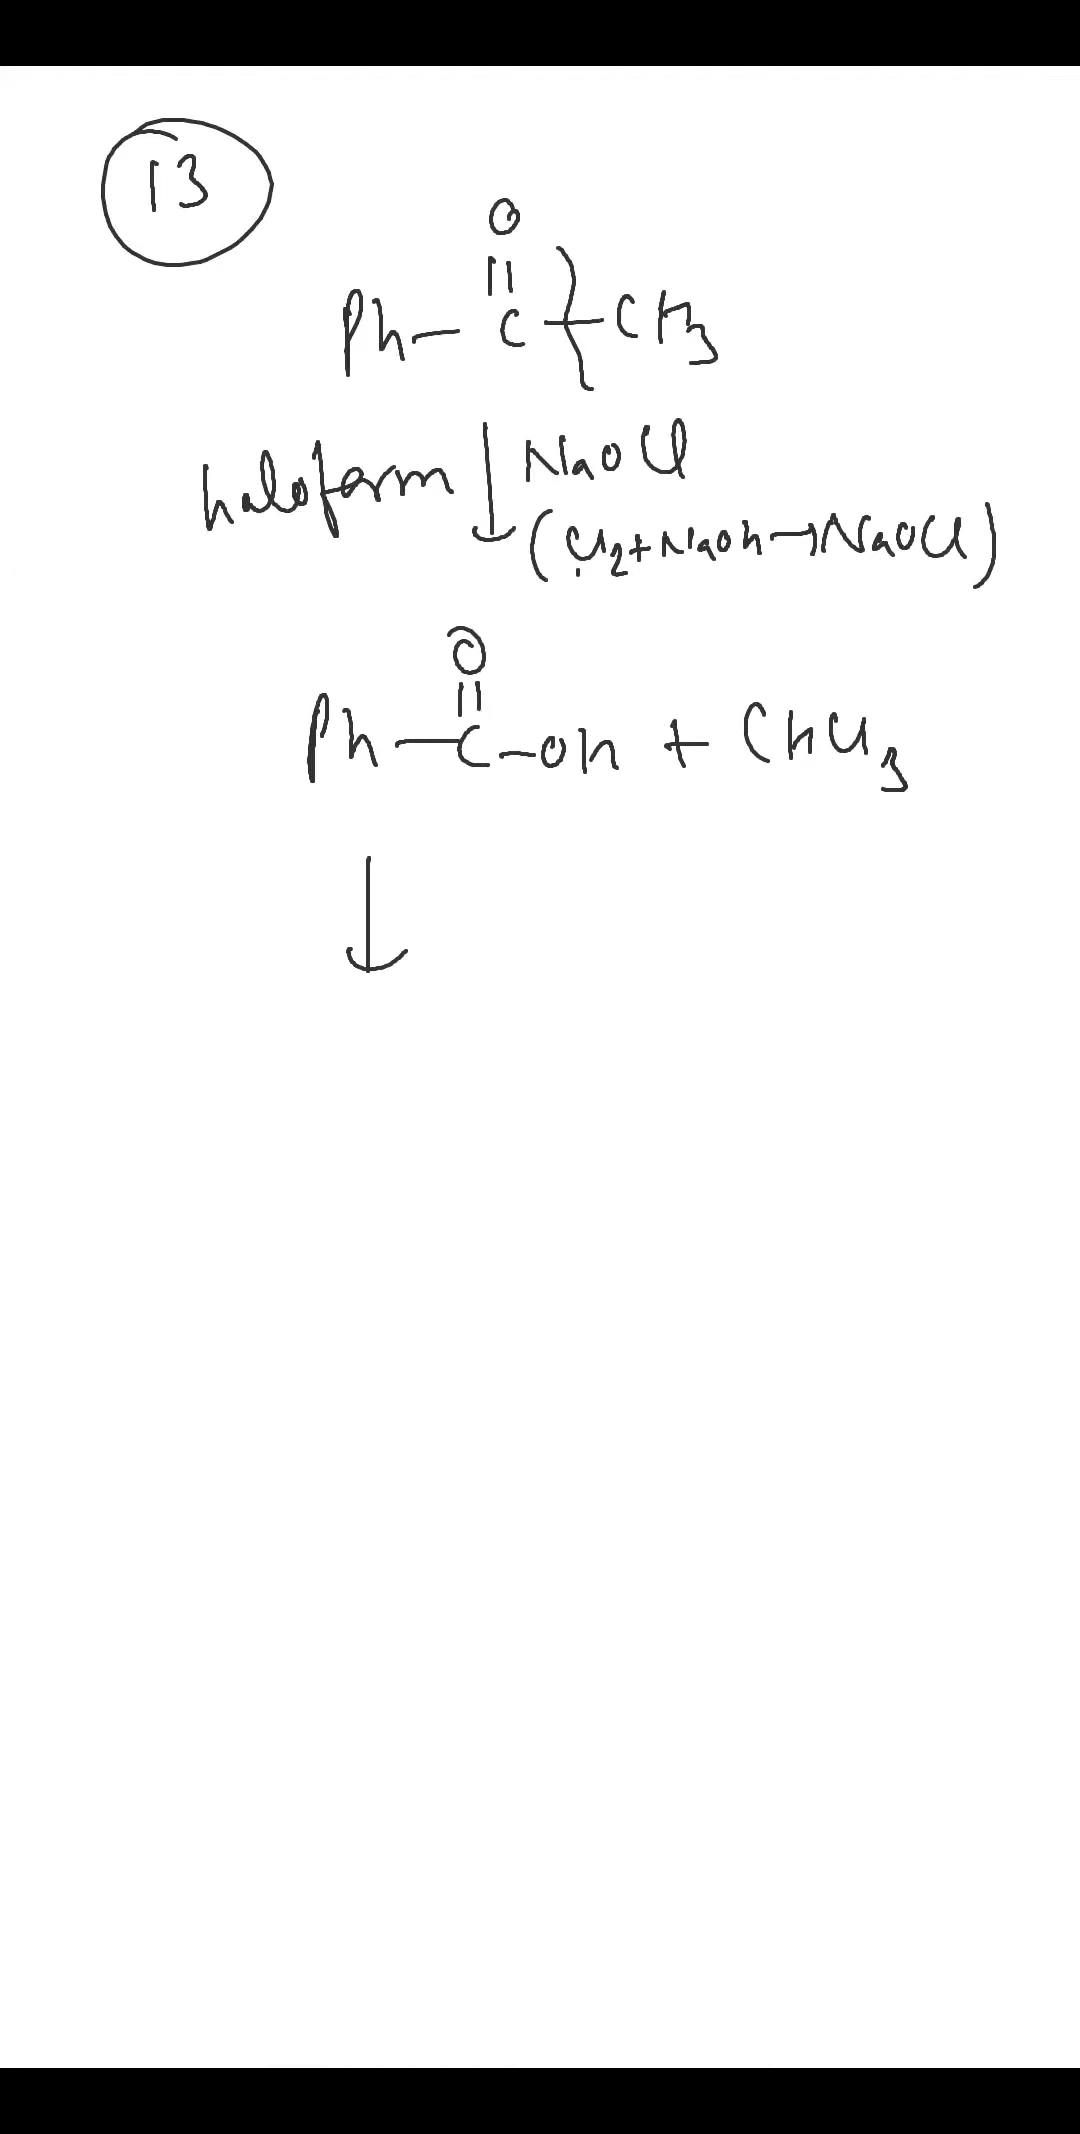 13
O
||
Ph-C-CH3
haloform ↓ NaOCl
(Cl2+NaOh→NaOCl)
O
||
Ph-C-Oh + ChCl3
↓